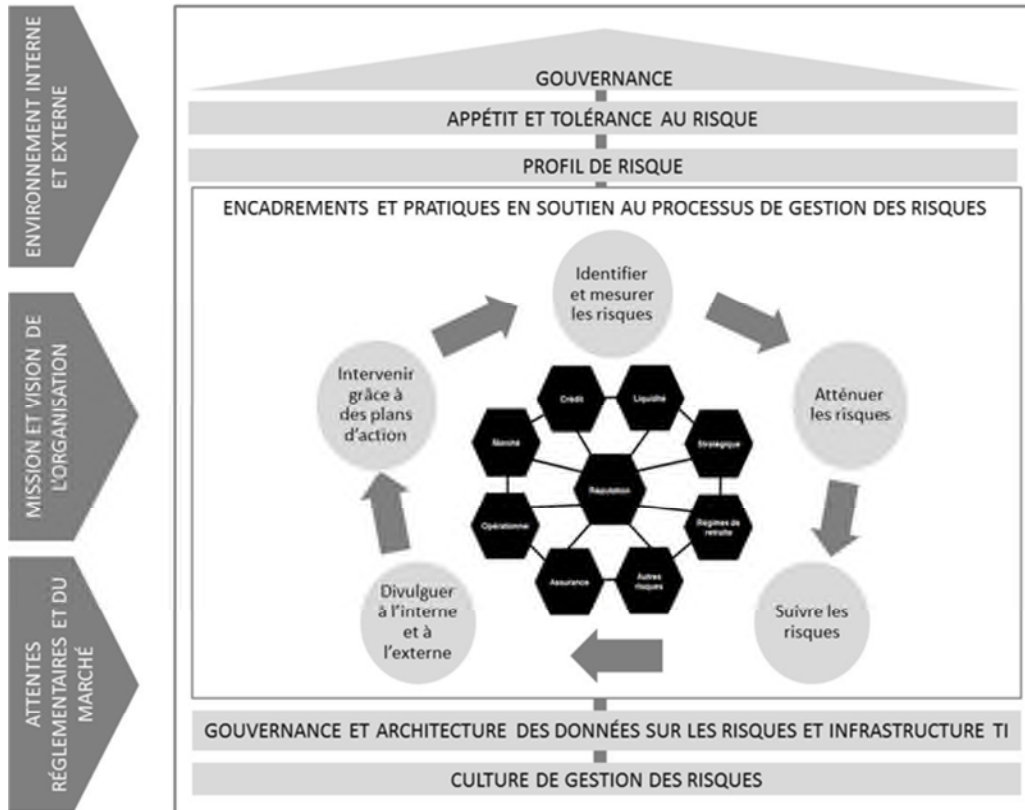 ENVIRONNEMENT INTERNE
ET EXTERNE
MISSION ET VISION DE
L'ORGANISATION
ATTENTES
RÉGLEMENTAIRES ET DU
MARCHÉ
GOUVERNANCE
APPÉTIT ET TOLÉRANCE AU RISQUE
PROFIL DE RISQUE
ENCADREMENTS ET PRATIQUES EN SOUTIEN AU PROCESSUS DE GESTION DES RISQUES
Identifier
et mesurer
les risques
Atténuer
les risques
Suivre les
risques
Divulguer
à l'interne
et à
l'externe
Intervenir
grâce à
des plans
d'action
Crédit
Liquidité
Marché
Stratégique
Réputation
Opérationnel
Régimes de
retraite
Assurance
Autres
risques
GOUVERNANCE ET ARCHITECTURE DES DONNÉES SUR LES RISQUES ET INFRASTRUCTURE TI
CULTURE DE GESTION DES RISQUES